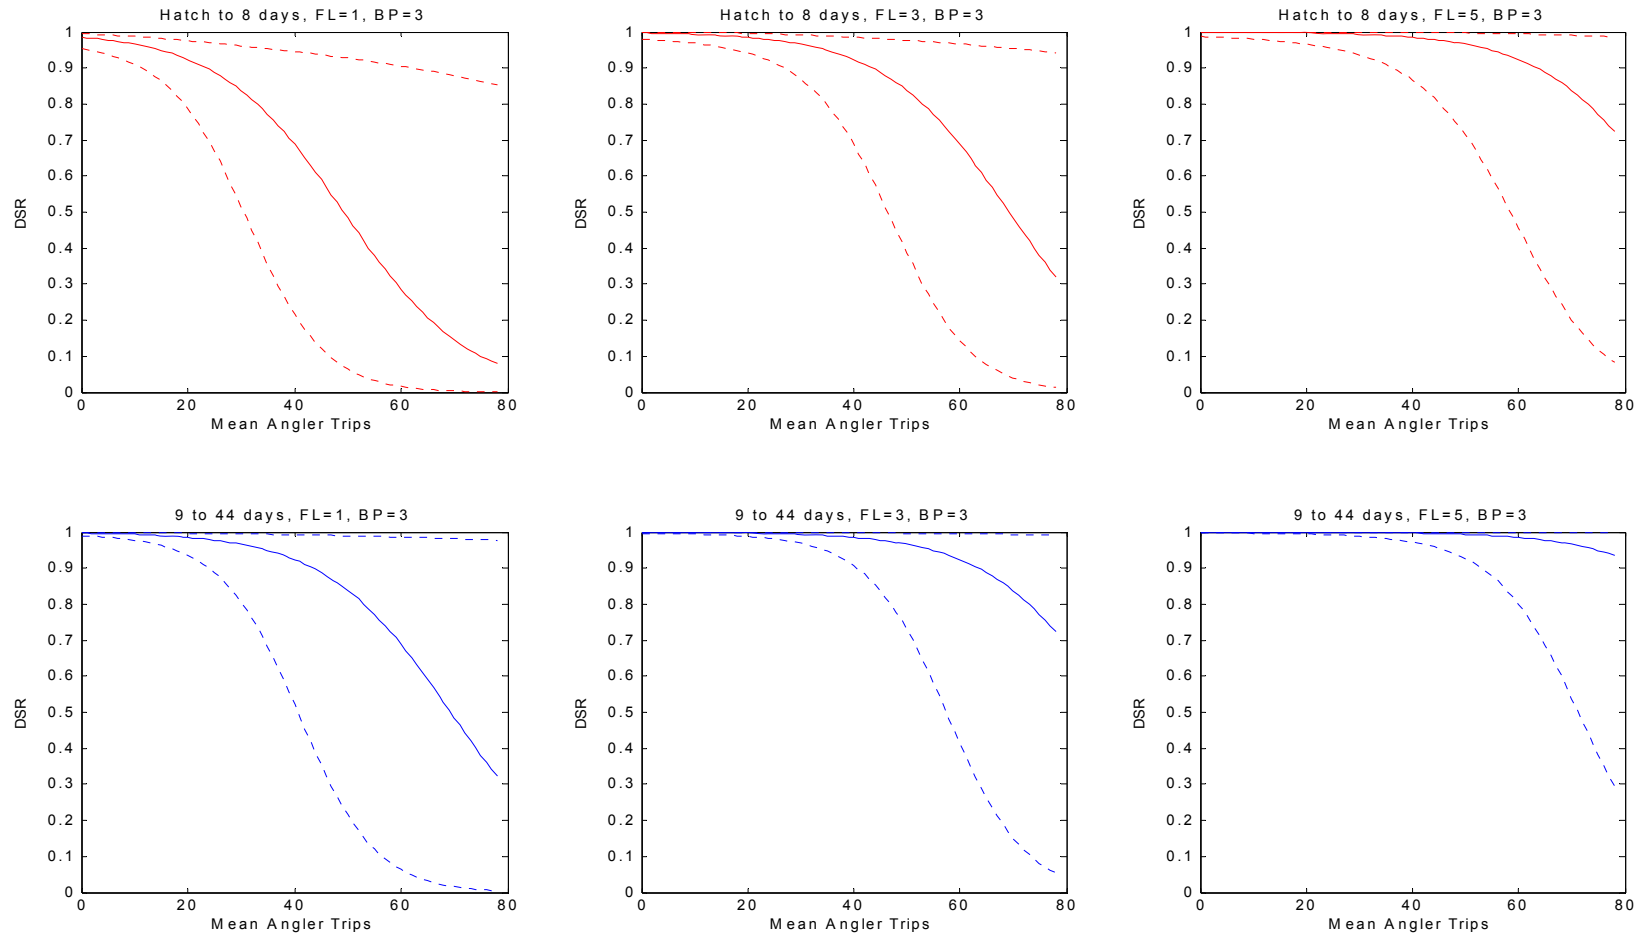 Hatch to 8 days, FL=1, BP=3
1
0.9
0.8
0.7
0.6
0.5
0.4
0.3
0.2
0.1
0
DSR
0 20 40 60 80
Mean Angler Trips
Hatch to 8 days, FL=3, BP=3
1
0.9
0.8
0.7
0.6
0.5
0.4
0.3
0.2
0.1
0
DSR
0 20 40 60 80
Mean Angler Trips
Hatch to 8 days, FL=5, BP=3
1
0.9
0.8
0.7
0.6
0.5
0.4
0.3
0.2
0.1
0
DSR
0 20 40 60 80
Mean Angler Trips
9 to 44 days, FL=1, BP=3
1
0.9
0.8
0.7
0.6
0.5
0.4
0.3
0.2
0.1
0
DSR
0 20 40 60 80
Mean Angler Trips
9 to 44 days, FL=3, BP=3
1
0.9
0.8
0.7
0.6
0.5
0.4
0.3
0.2
0.1
0
DSR
0 20 40 60 80
Mean Angler Trips
9 to 44 days, FL=5, BP=3
1
0.9
0.8
0.7
0.6
0.5
0.4
0.3
0.2
0.1
0
DSR
0 20 40 60 80
Mean Angler Trips